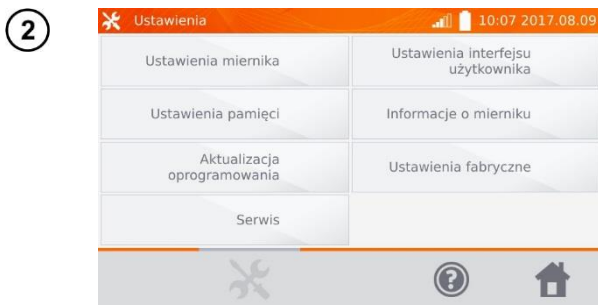 2
Ustawienia
10:07 2017.08.09
Ustawienia miernika
Ustawienia interfejsu
użytkownika
Ustawienia pamięci
Informacje o mierniku
Aktualizacja
oprogramowania
Ustawienia fabryczne
Serwis
?